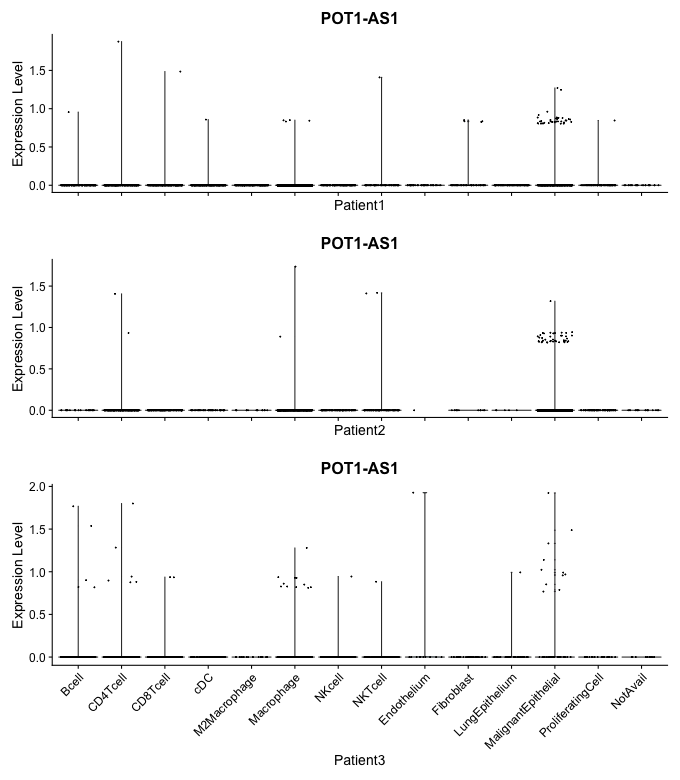 POT1-AS1
Expression Level
1.5
1.0
0.5
0.0
Patient1
POT1-AS1
Expression Level
1.5
1.0
0.5
0.0
Patient2
POT1-AS1
Expression Level
2.0
1.5
1.0
0.5
0.0
Bcell
CD4Tcell
CD8Tcell
cDC
M2Macrophage
Macrophage
NKcell
NKTcell
Endothelium
Fibroblast
LungEpithelium
MalignantEpithelial
ProliferatingCell
NotAvail
Patient3